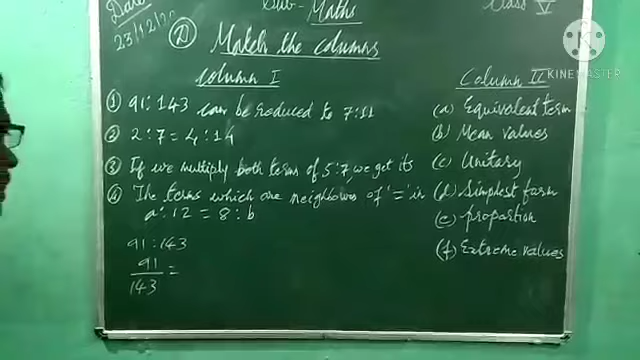 Date
Sub- Maths
Class V
23/12/20
Match the columns
Column I
Column II
KINEMASTER
① 91:143 can be reduced to 7:11
(a) Equivalent term
② 2:7 = 4:14
(b) Mean values
③ If we multiply both terms of 5:7 we get its
(c) Unitary
④ The terms which are neighbours of '=' in
(d) Simplest form
a:12 = 8:b
(e) proportion
91:143
(f) Extreme values
91
143 =
KINEMASTER